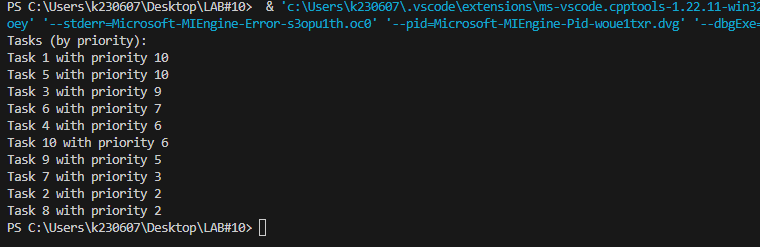 PS C:\Users\k230607\Desktop\LAB#10>  & 'c:\Users\k230607\.vscode\extensions\ms-vscode.cpptools-1.22.11-win32
oey' '--stderr=Microsoft-MIEngine-Error-s3opu1th.oc0' '--pid=Microsoft-MIEngine-Pid-woue1txr.dvg' '--dbgExe=
Tasks (by priority):
Task 1 with priority 10
Task 5 with priority 10
Task 3 with priority 9
Task 6 with priority 7
Task 4 with priority 6
Task 10 with priority 6
Task 9 with priority 5
Task 7 with priority 3
Task 2 with priority 2
Task 8 with priority 2
PS C:\Users\k230607\Desktop\LAB#10>